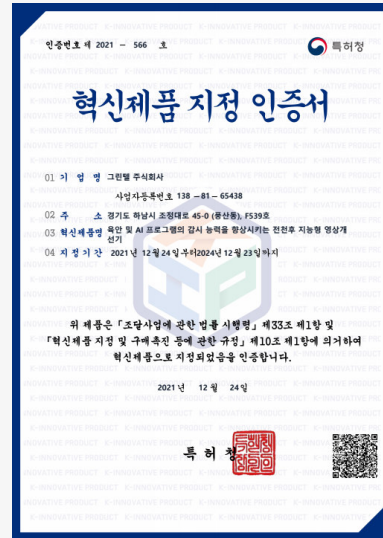 인증번호 제 2021 - 566 호
특허청
혁신제품 지정 인증서
01 기 업 명 그린텔 주식회사
사업자등록번호 138 -81- 65438
02 주 소 경기도 하남시 조정대로 45-0 (풍산동), F539호
03 혁신제품명 육안 및 AI 프로그램의 감시 능력을 향상시키는 전천후 지능형 영상개
선기
04 지정기간 2021년 12월24일부터2024년12월23일까지
위 제품은 「조달사업에 관한 법률 시행령」 제33조 제1항 및
「혁신제품 지정 및 구매촉진 등에 관한 규정」 제10조 제1항에 의거하여
혁신제품으로 지정되었음을 인증합니다.
2021년 12월 24일
특 허 청